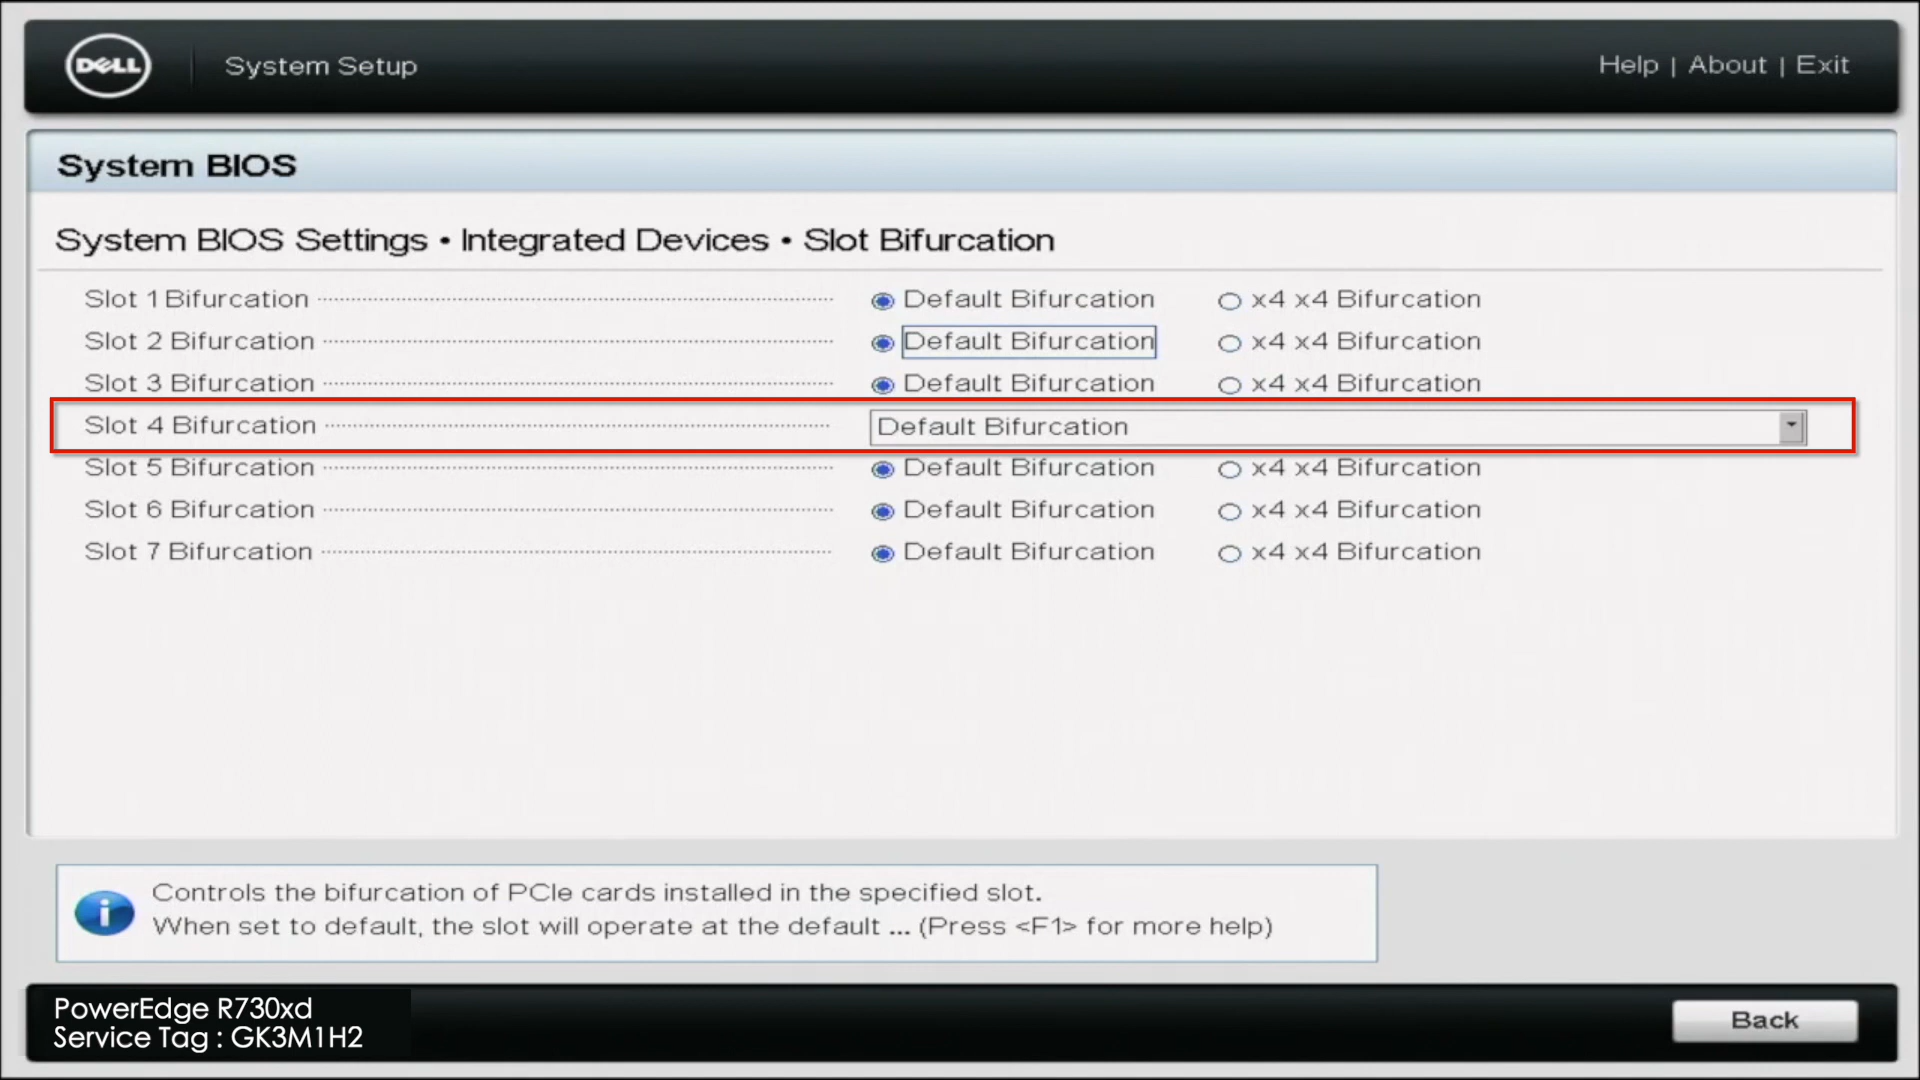 DELL System Setup Help | About | Exit
System BIOS
System BIOS Settings • Integrated Devices • Slot Bifurcation
Slot 1 Bifurcation Default Bifurcation x4 x4 Bifurcation
Slot 2 Bifurcation Default Bifurcation x4 x4 Bifurcation
Slot 3 Bifurcation Default Bifurcation x4 x4 Bifurcation
Slot 4 Bifurcation Default Bifurcation
Slot 5 Bifurcation Default Bifurcation x4 x4 Bifurcation
Slot 6 Bifurcation Default Bifurcation x4 x4 Bifurcation
Slot 7 Bifurcation Default Bifurcation x4 x4 Bifurcation
Controls the bifurcation of PCIe cards installed in the specified slot.
When set to default, the slot will operate at the default ... (Press <F1> for more help)
PowerEdge R730xd
Service Tag : GK3M1H2
Back